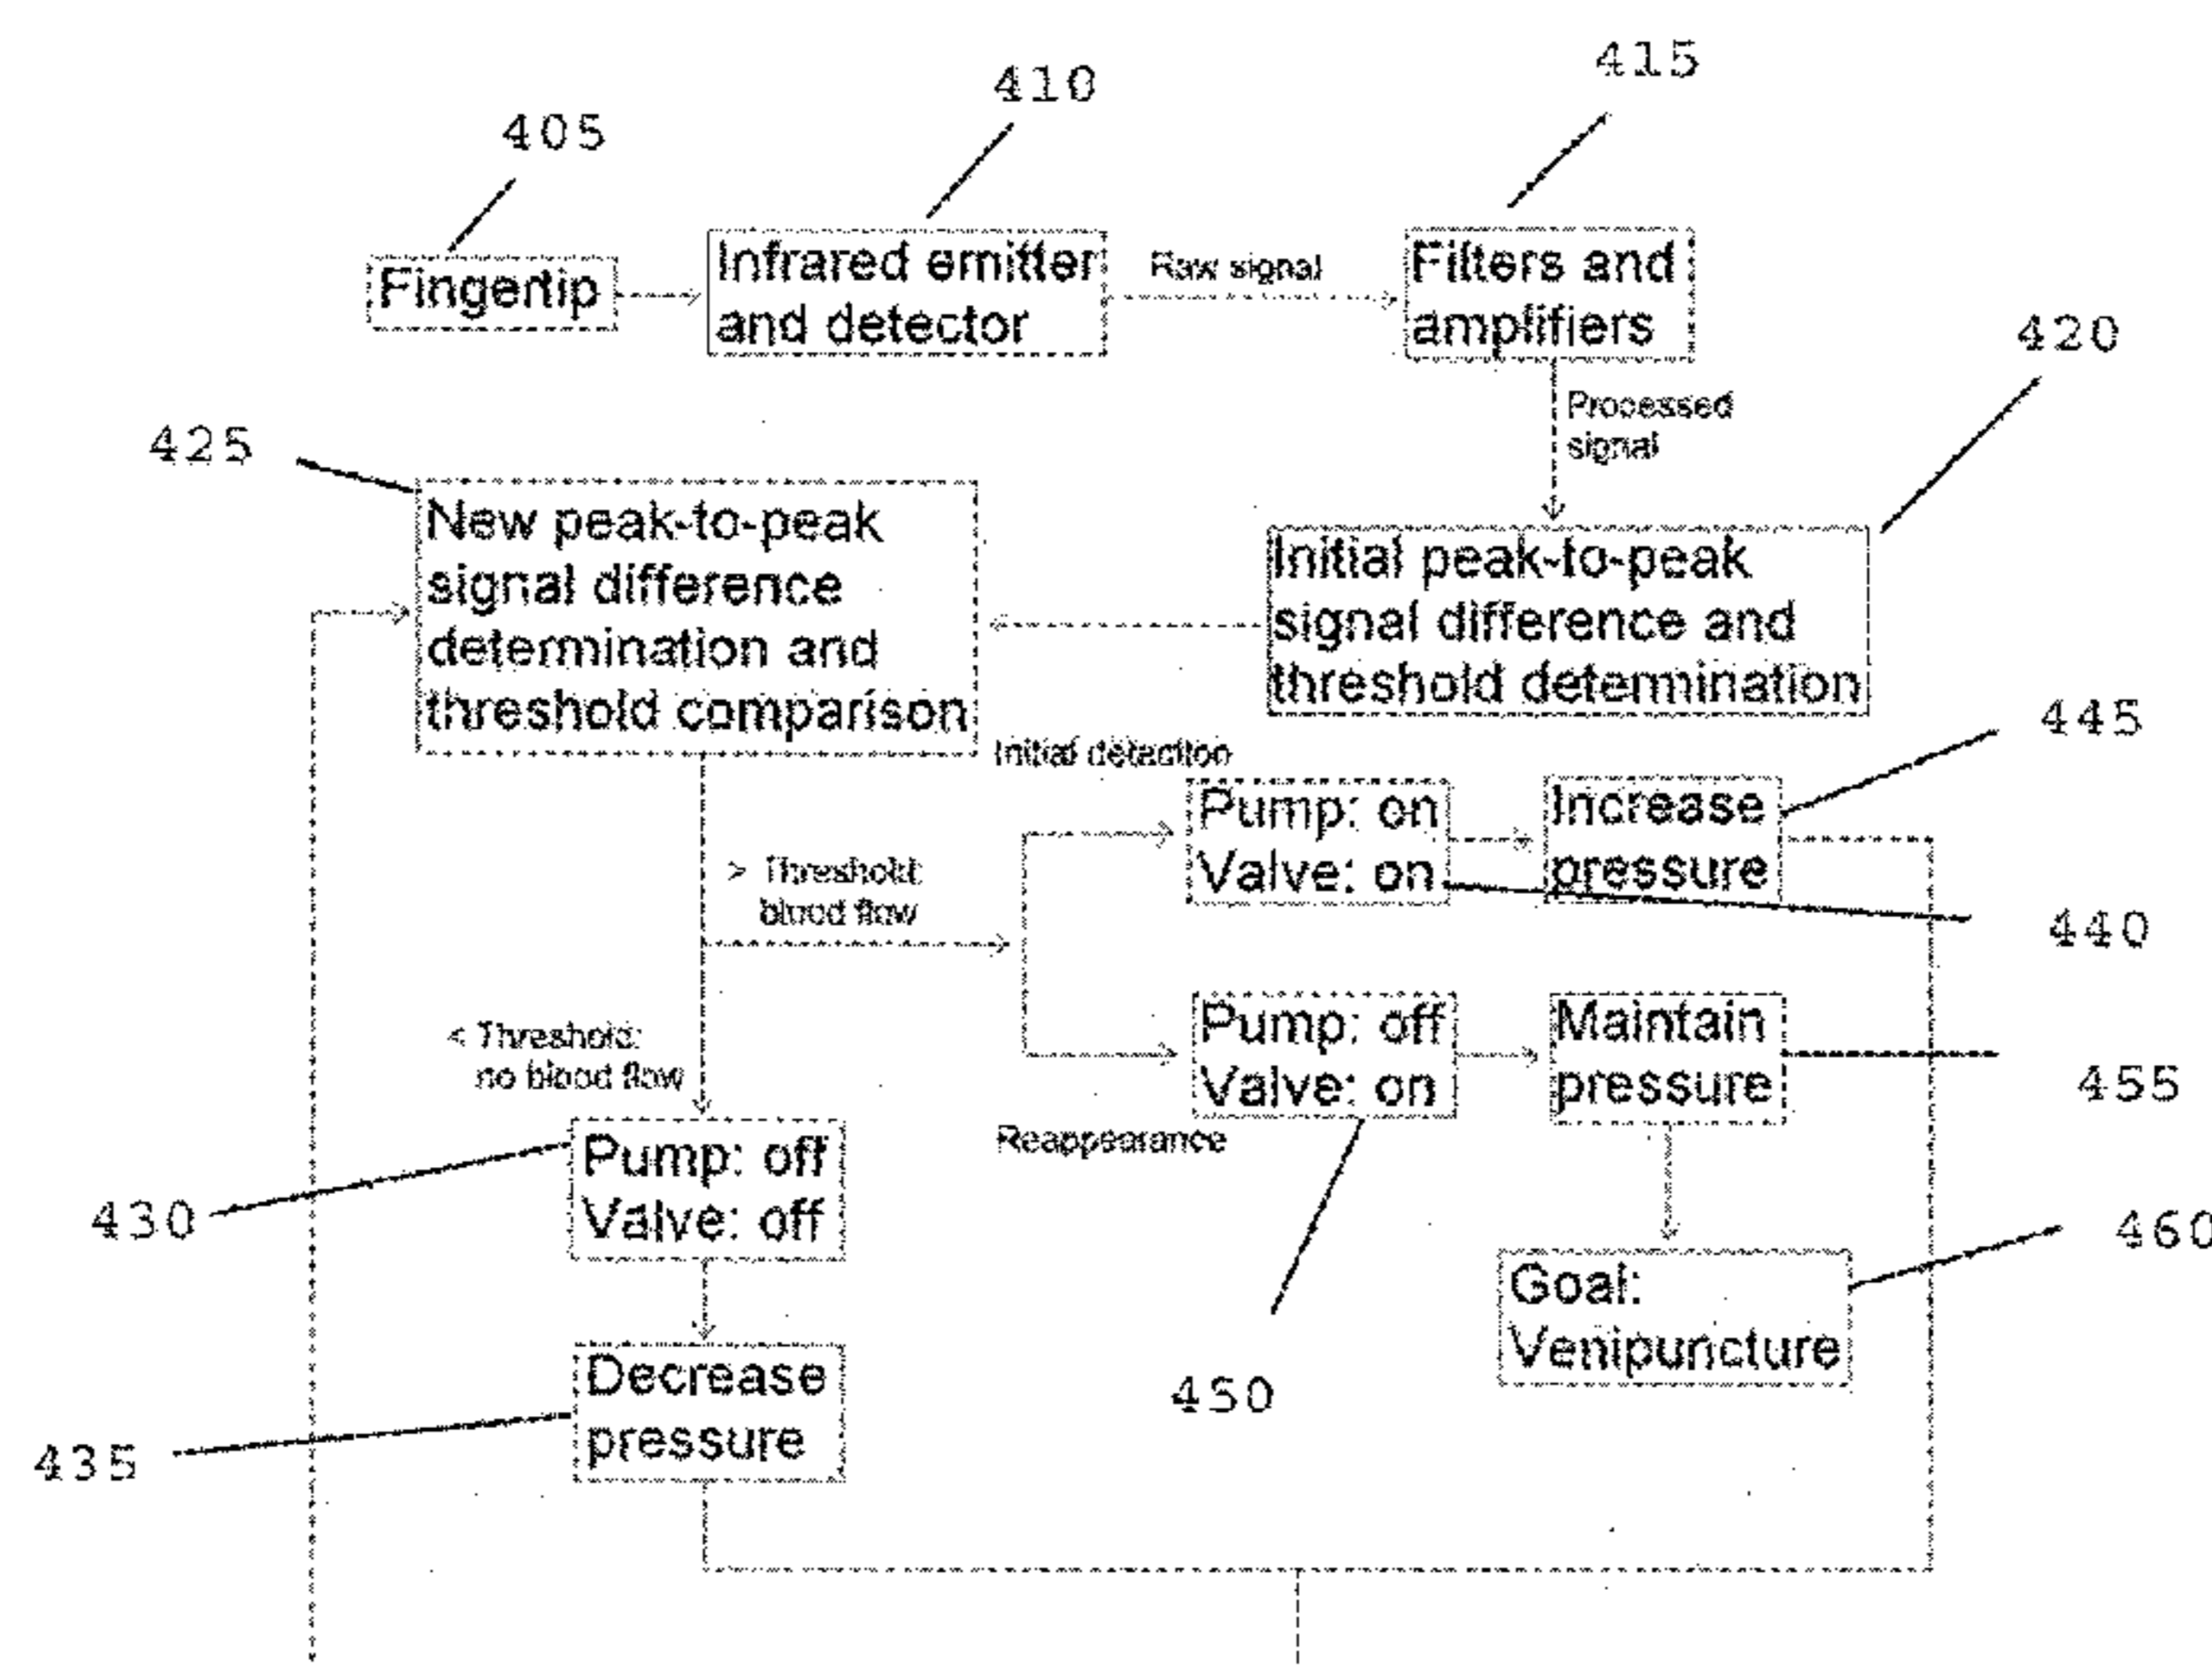 405
410
415
Fingertip
Infrared emitter
and detector
Raw signal
Filters and
amplifiers
420
Processed
signal
425
New peak-to-peak
signal difference
determination and
threshold comparison
Initial peak-to-peak
signal difference and
threshold determination
445
Initial detection
Pump: on
Valve: on
Increase
pressure
> Threshold:
blood flow
440
< Threshold:
no blood flow
Pump: off
Valve: on
Maintain
pressure
455
Reappearance
430
Pump: off
Valve: off
460
Goal:
Venipuncture
Decrease
pressure
450
435